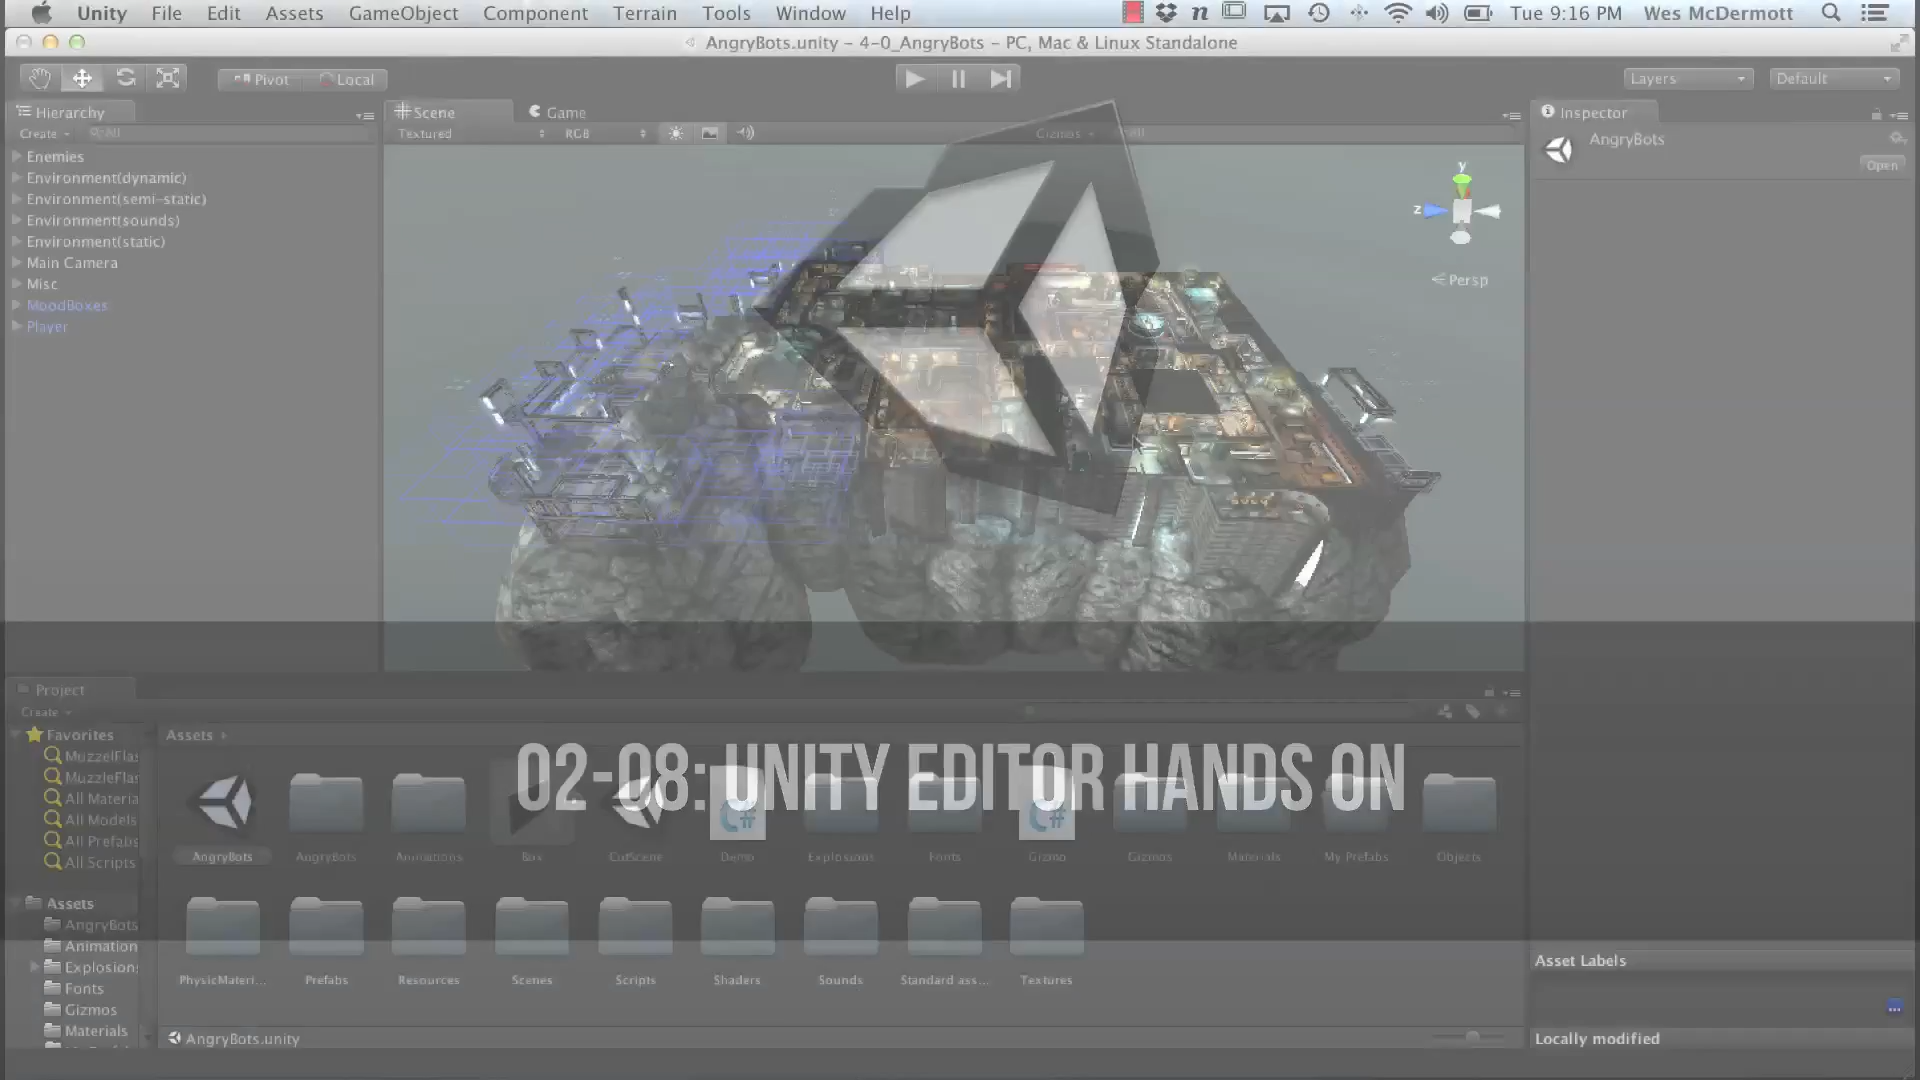 Unity File Edit Assets GameObject Component Terrain Tools Window Help Tue 9:16 PM Wes McDermott
AngryBots.unity – 4-0_AngryBots – PC, Mac & Linux Standalone
Pivot Local Layers Default
Hierarchy
Create All
Enemies
Environment(dynamic)
Environment(semi-static)
Environment(sounds)
Environment(static)
Main Camera
Misc
MoodBoxes
Player
Scene Game
Textured RGB Gizmos All
y
z
Persp
Inspector
AngryBots
Open
Project
Create
Favorites
MuzzelFlas
MuzzleFlas
All Materia
All Models
All Prefabs
All Scripts
Assets
AngryBots
Animation
Explosions
Fonts
Gizmos
Materials
Assets
02-08: UNITY EDITOR HANDS ON
C# C#
AngryBots AngryBots Animations Box CutScene Demo Explosions Fonts Gizmo Gizmos Materials My Prefabs Objects
PhysicMateri... Prefabs Resources Scenes Scripts Shaders Sounds Standard ass... Textures
AngryBots.unity
Asset Labels
Locally modified